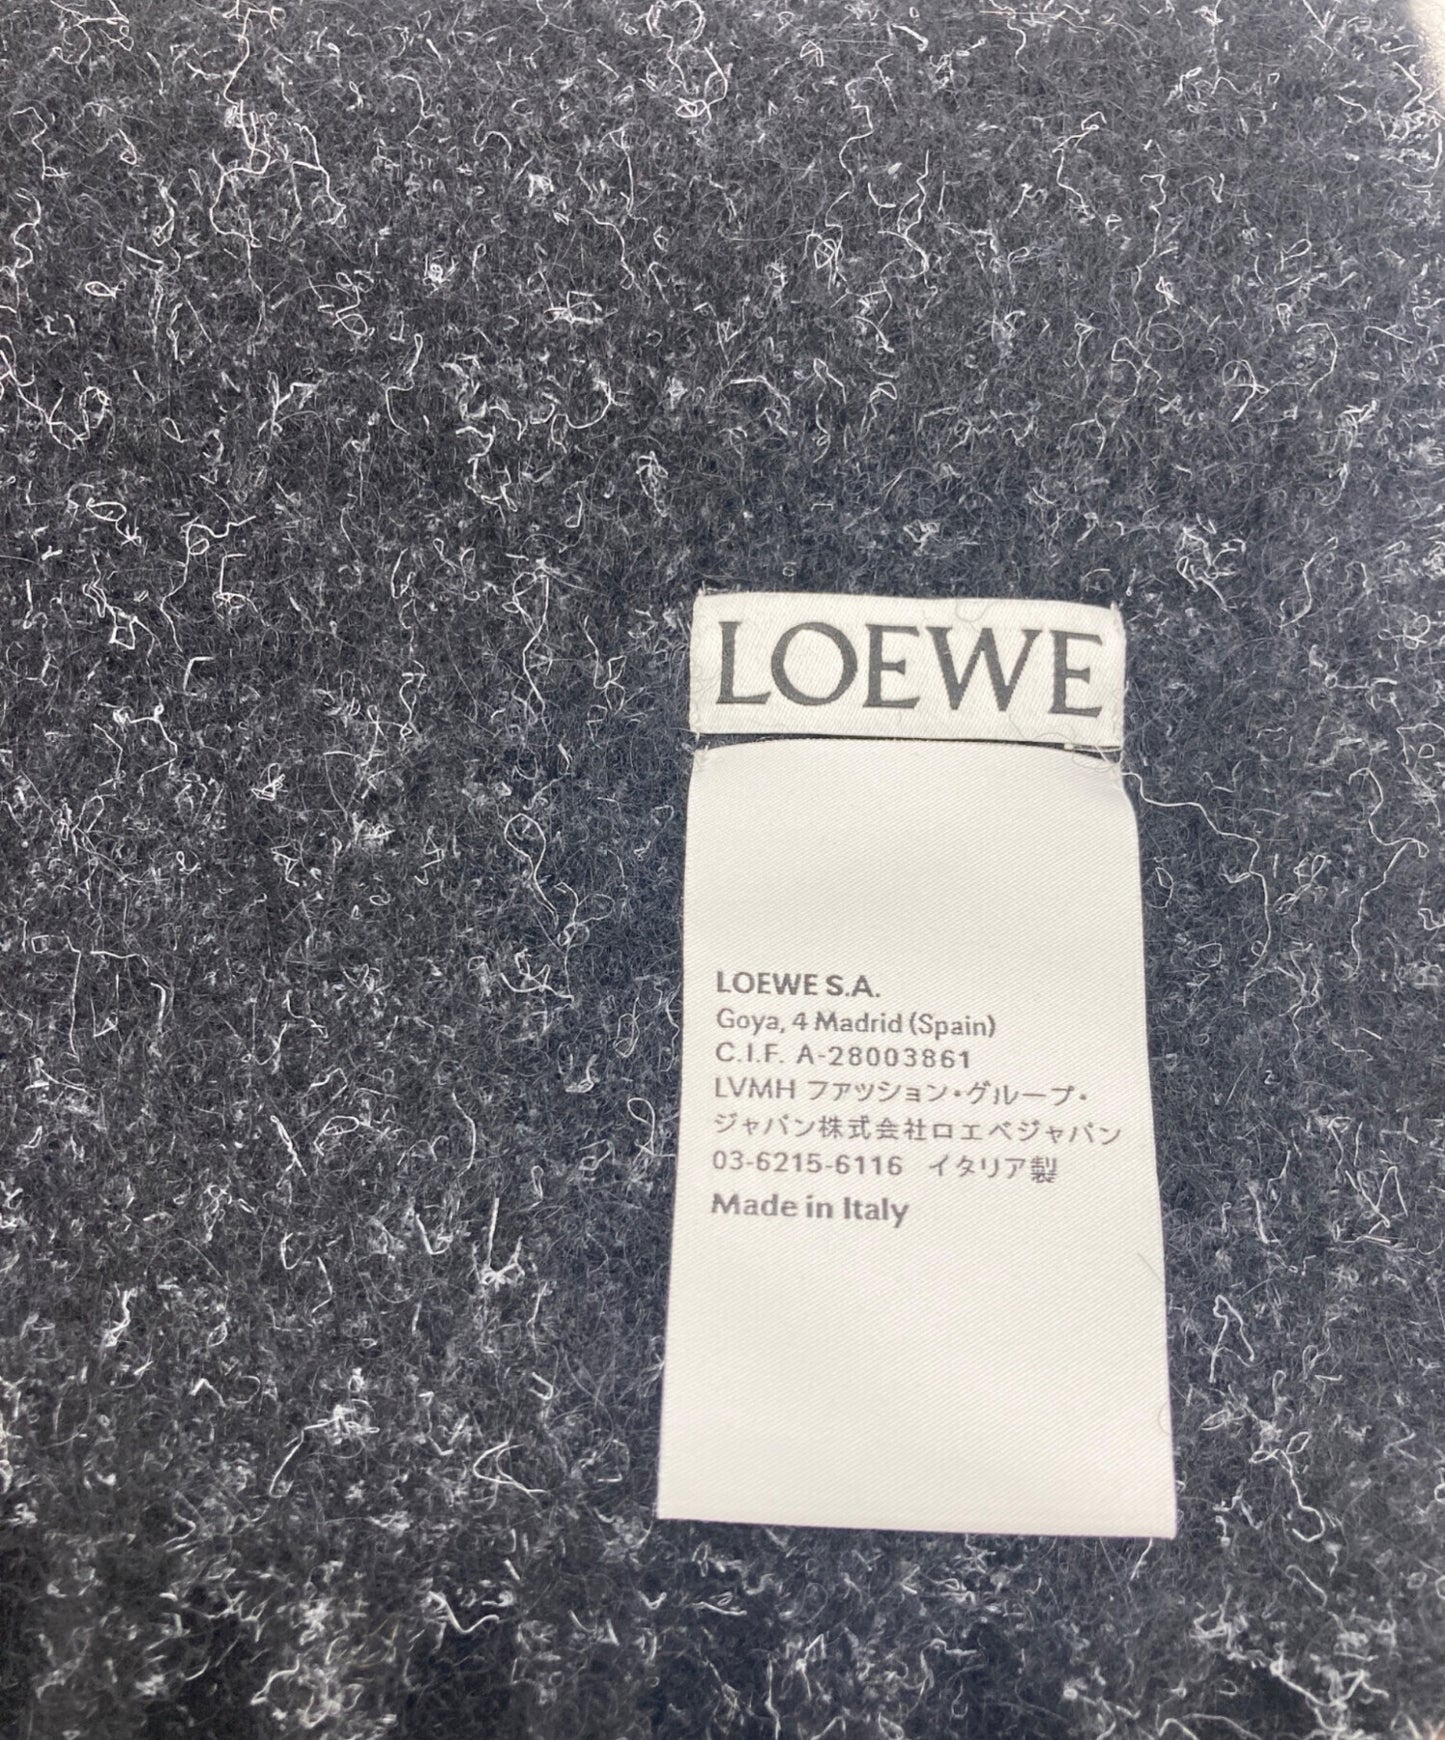 LOEWE
LOEWE S.A.
Goya, 4 Madrid (Spain)
C.I.F. A-28003861
LVMH ファッション・グループ・
ジャパン株式会社ロエベジャパン
03-6215-6116 イタリア製
Made in Italy